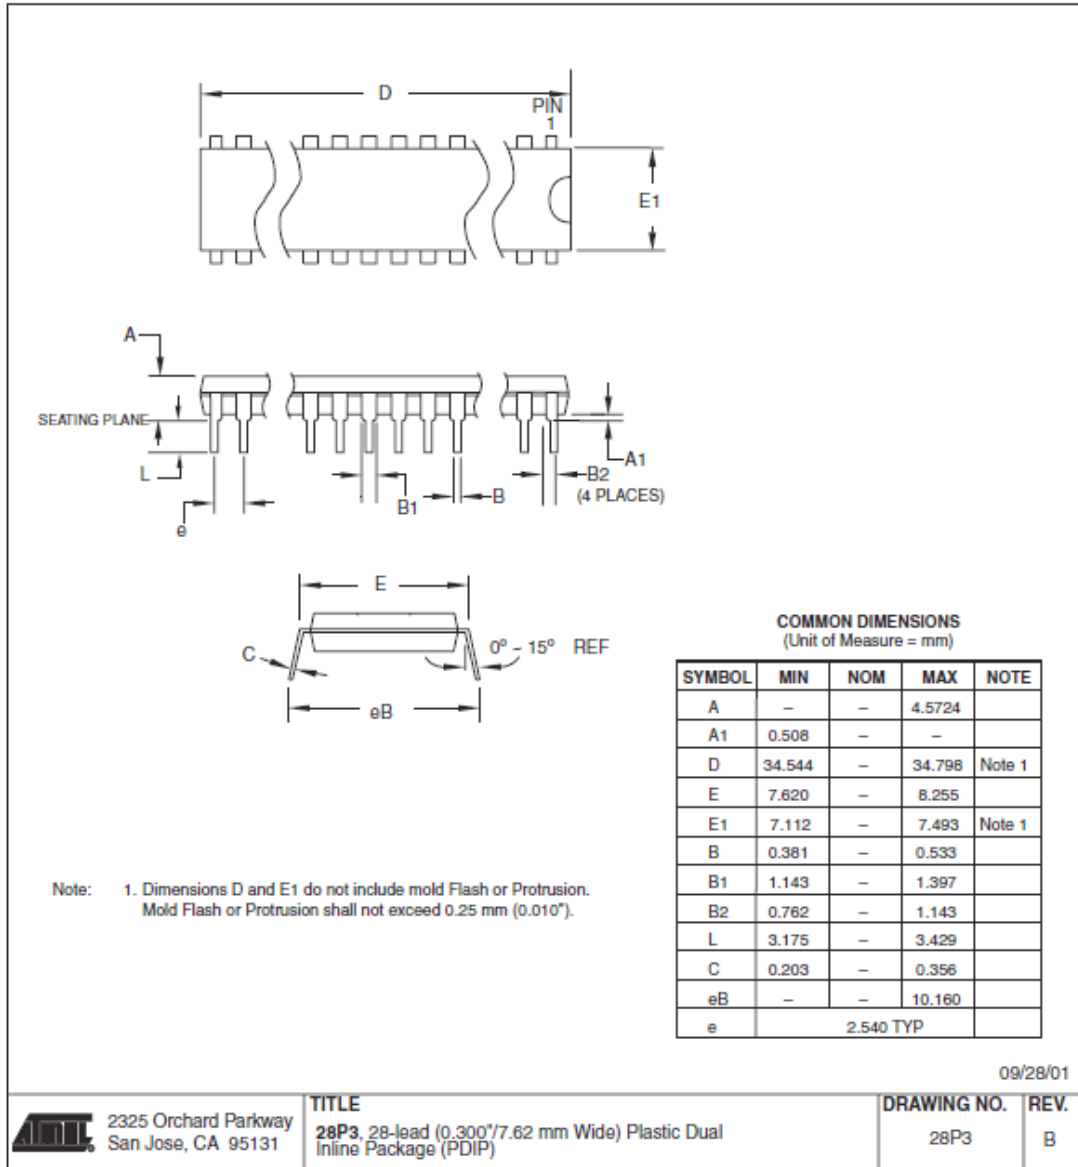 D
PIN
1
E1
A
SEATING PLANE
L
e
B1
B
A1
B2
(4 PLACES)
E
C
0º ~ 15º REF
eB
COMMON DIMENSIONS
(Unit of Measure = mm)
SYMBOL MIN NOM MAX NOTE
A – – 4.5724
A1 0.508 – –
D 34.544 – 34.798 Note 1
E 7.620 – 8.255
E1 7.112 – 7.493 Note 1
B 0.381 – 0.533
B1 1.143 – 1.397
B2 0.762 – 1.143
L 3.175 – 3.429
C 0.203 – 0.356
eB – – 10.160
e 2.540 TYP
Note: 1. Dimensions D and E1 do not include mold Flash or Protrusion.
Mold Flash or Protrusion shall not exceed 0.25 mm (0.010").
09/28/01
ATMEL
2325 Orchard Parkway
San Jose, CA 95131
TITLE
28P3, 28-lead (0.300"/7.62 mm Wide) Plastic Dual
Inline Package (PDIP)
DRAWING NO.
28P3
REV.
B